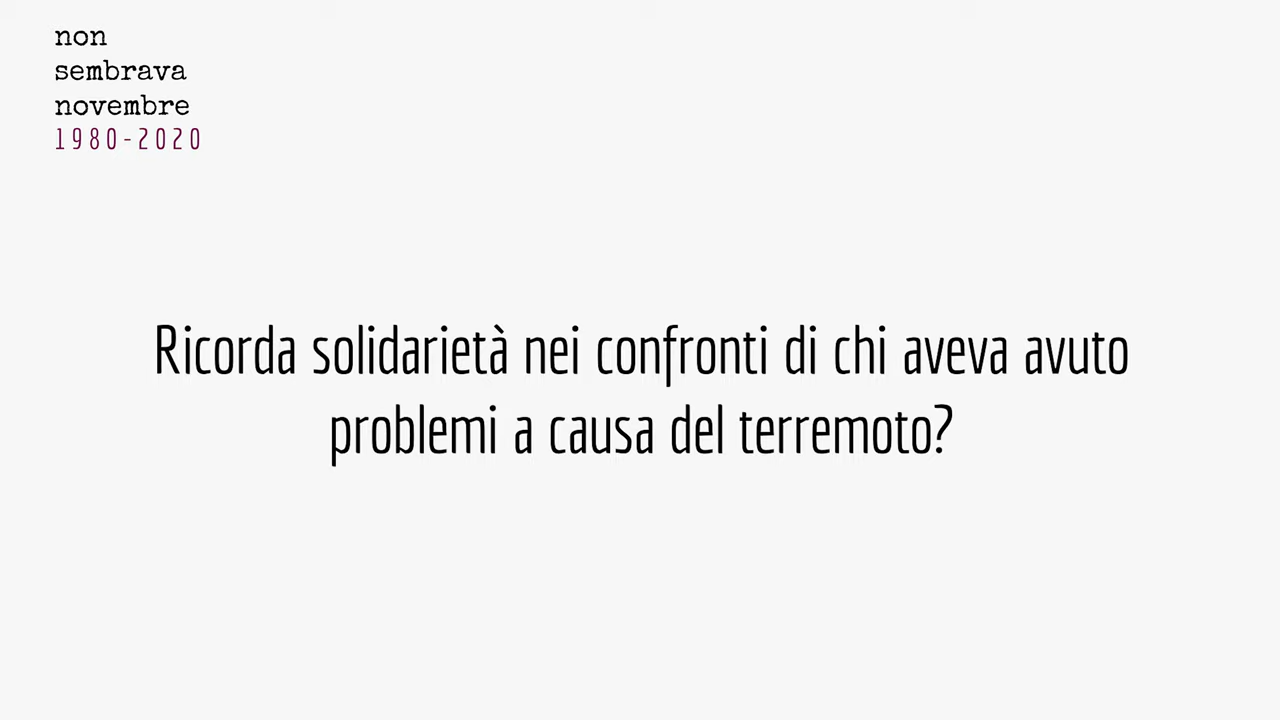 non
sembrava
novembre
1980-2020
Ricorda solidarietà nei confronti di chi aveva avuto
problemi a causa del terremoto?